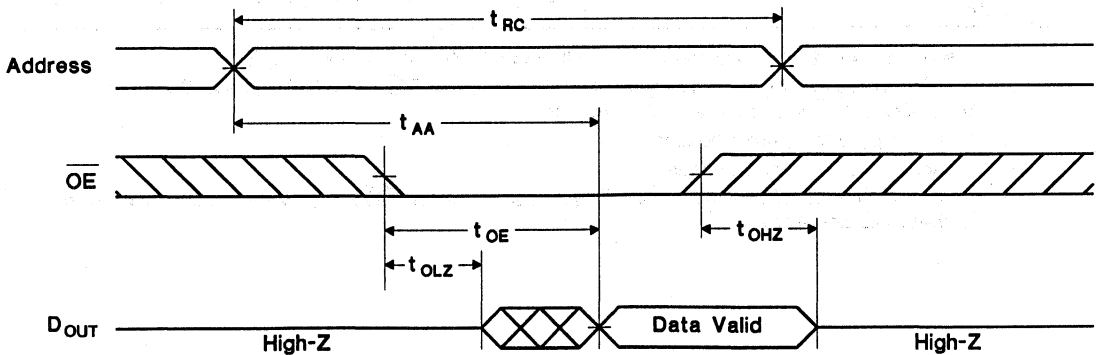 t RC
Address
t AA
OE
t OE
t OHZ
t OLZ
D OUT
High-Z
Data Valid
High-Z